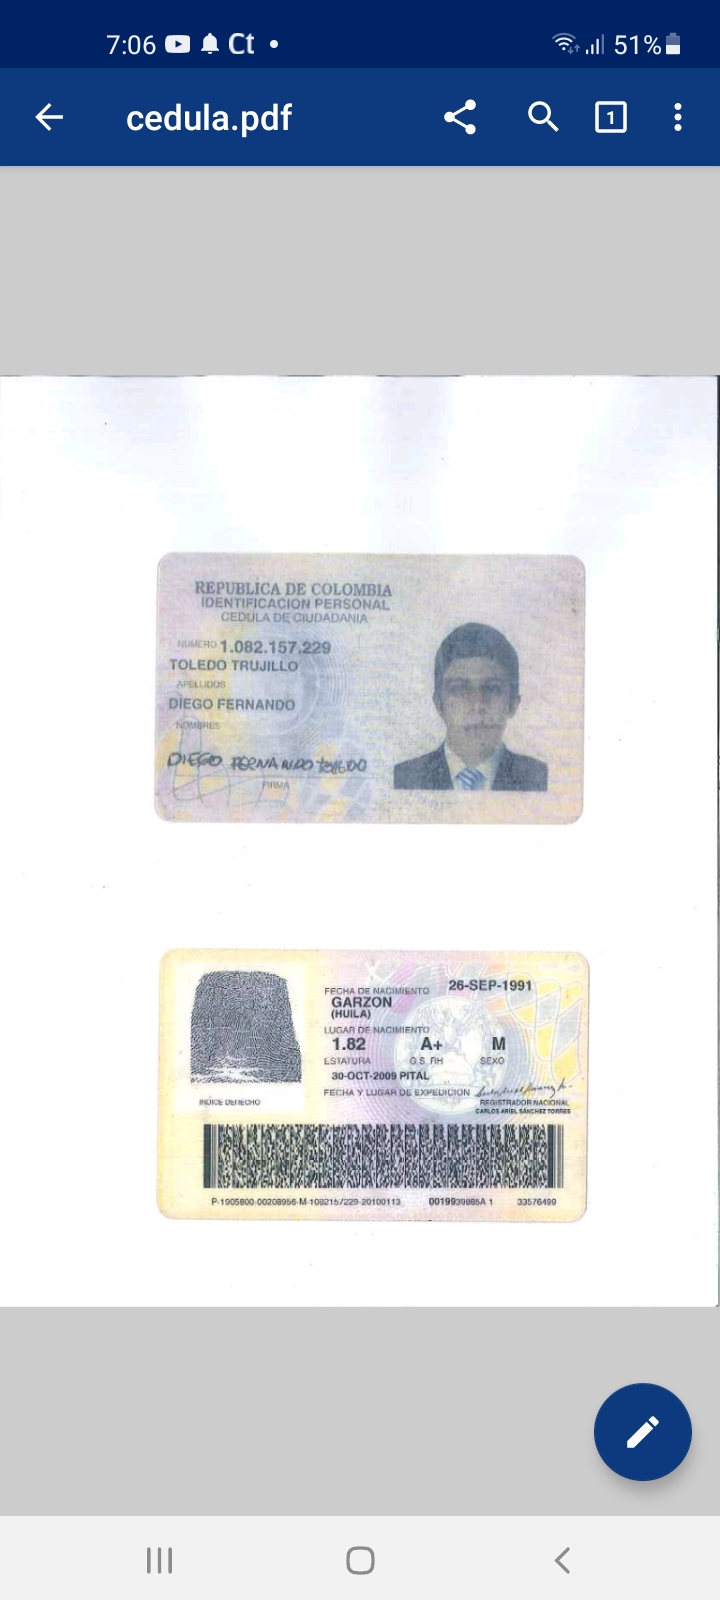 7:06 Ct 51%
cedula.pdf 1
REPUBLICA DE COLOMBIA
IDENTIFICACION PERSONAL
CEDULA DE CIUDADANIA
NUMERO 1.082.157.229
TOLEDO TRUJILLO
APELLIDOS
DIEGO FERNANDO
NOMBRES
DIEGO FERNANDO TOLEDO
FIRMA
FECHA DE NACIMIENTO 26-SEP-1991
GARZON
(HUILA)
LUGAR DE NACIMIENTO
1.82 A+ M
ESTATURA G.S. RH SEXO
30-OCT-2009 PITAL
FECHA Y LUGAR DE EXPEDICION
REGISTRADOR NACIONAL
CARLOS ARIEL SANCHEZ TORRES
INDICE DERECHO
P-1905800-00208956-M-1082157229-20100113 0019939885A 1 33576499